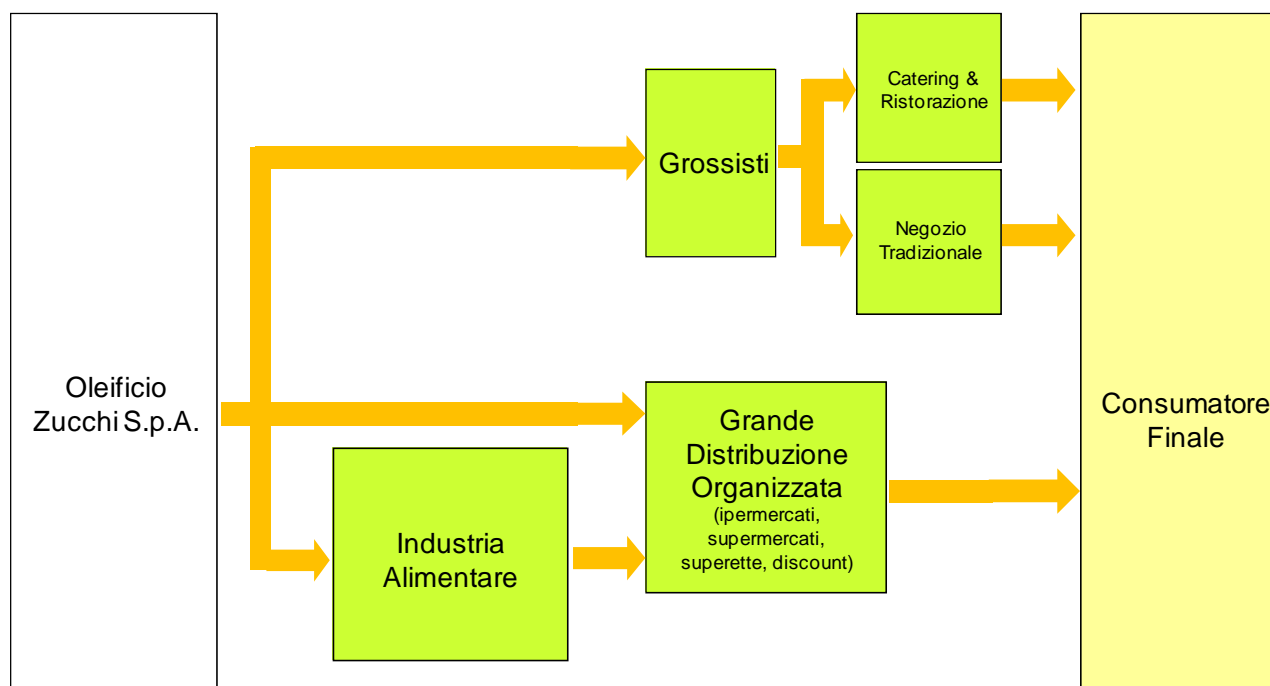 Oleificio
Zucchi S.p.A.
Grossisti
Catering &
Ristorazione
Negozio
Tradizionale
Industria
Alimentare
Grande
Distribuzione
Organizzata
(ipermercati,
supermercati,
superette, discount)
Consumatore
Finale